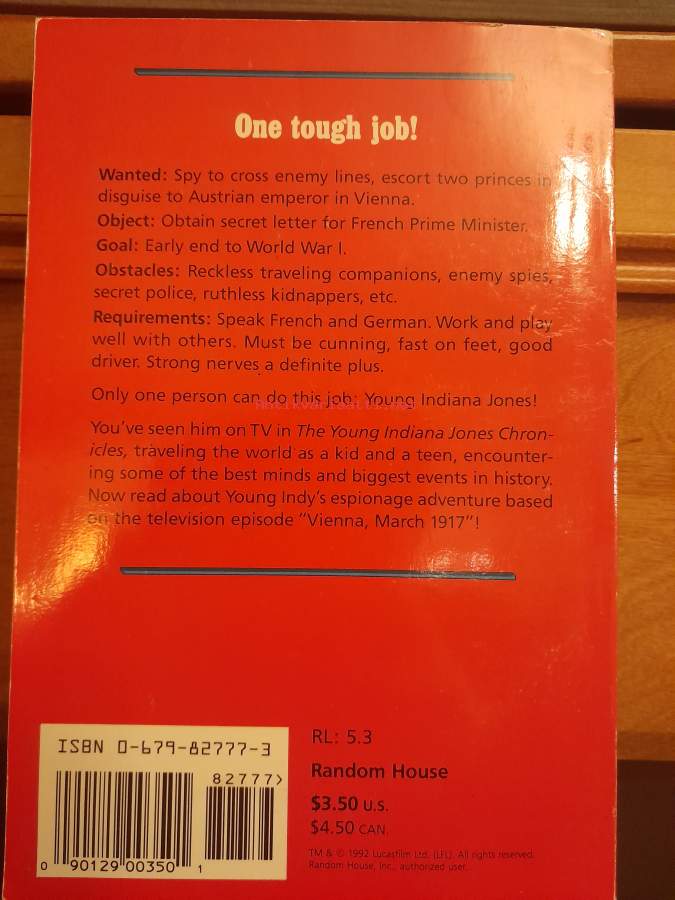 One tough job!
Wanted: Spy to cross enemy lines, escort two princes in
disguise to Austrian emperor in Vienna.
Object: Obtain secret letter for French Prime Minister.
Goal: Early end to World War I.
Obstacles: Reckless traveling companions, enemy spies,
secret police, ruthless kidnappers, etc.
Requirements: Speak French and German. Work and play
well with others. Must be cunning, fast on feet, good
driver. Strong nerves a definite plus.
Only one person can do this job: Young Indiana Jones!
You've seen him on TV in The Young Indiana Jones Chron-
icles, traveling the world as a kid and a teen, encounter-
ing some of the best minds and biggest events in history.
Now read about Young Indy's espionage adventure based
on the television episode "Vienna, March 1917"!
ISBN 0-679-82777-3
82777>
0 90129 00350 1
RL: 5.3
Random House
$3.50 U.S.
$4.50 CAN.
TM & © 1992 Lucasfilm Ltd. (LFL). All rights reserved.
Random House, Inc., authorized user.